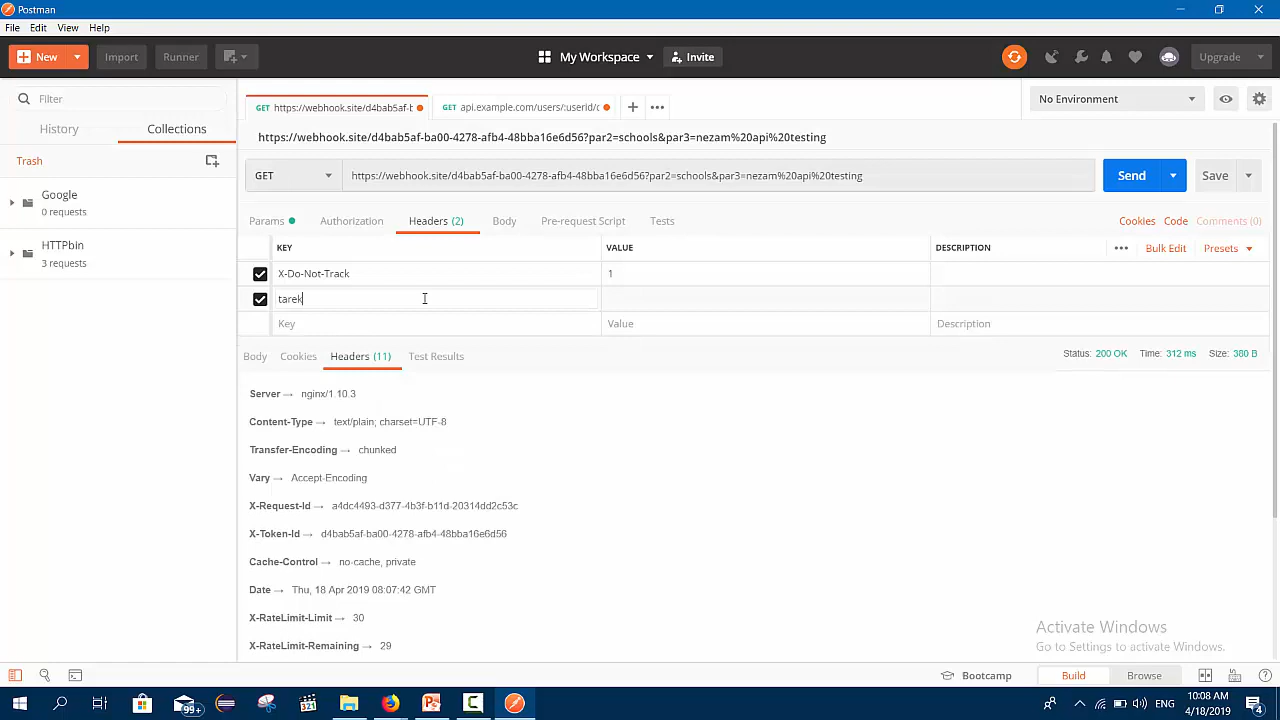 Postman
File Edit View Help
New Import Runner My Workspace Invite Upgrade
Filter
History Collections
Trash
Google
0 requests
HTTPbin
3 requests
GET https://webhook.site/d4bab5af-b GET api.example.com/users/:userid/c
No Environment
https://webhook.site/d4bab5af-ba00-4278-afb4-48bba16e6d56?par2=schools&par3=nezam%20api%20testing
GET https://webhook.site/d4bab5af-ba00-4278-afb4-48bba16e6d56?par2=schools&par3=nezam%20api%20testing Send Save
Params Authorization Headers (2) Body Pre-request Script Tests Cookies Code Comments (0)
KEY VALUE DESCRIPTION Bulk Edit Presets
X-Do-Not-Track 1
tarek
Key Value Description
Body Cookies Headers (11) Test Results Status: 200 OK Time: 312 ms Size: 380 B
Server → nginx/1.10.3
Content-Type → text/plain; charset=UTF-8
Transfer-Encoding → chunked
Vary → Accept-Encoding
X-Request-Id → a4dc4493-d377-4b3f-b11d-20314dd2c53c
X-Token-Id → d4bab5af-ba00-4278-afb4-48bba16e6d56
Cache-Control → no-cache, private
Date → Thu, 18 Apr 2019 08:07:42 GMT
X-RateLimit-Limit → 30
X-RateLimit-Remaining → 29
Activate Windows
Go to Settings to activate Windows.
Bootcamp Build Browse
99+ 321 ENG 10:08 AM
4/18/2019 4